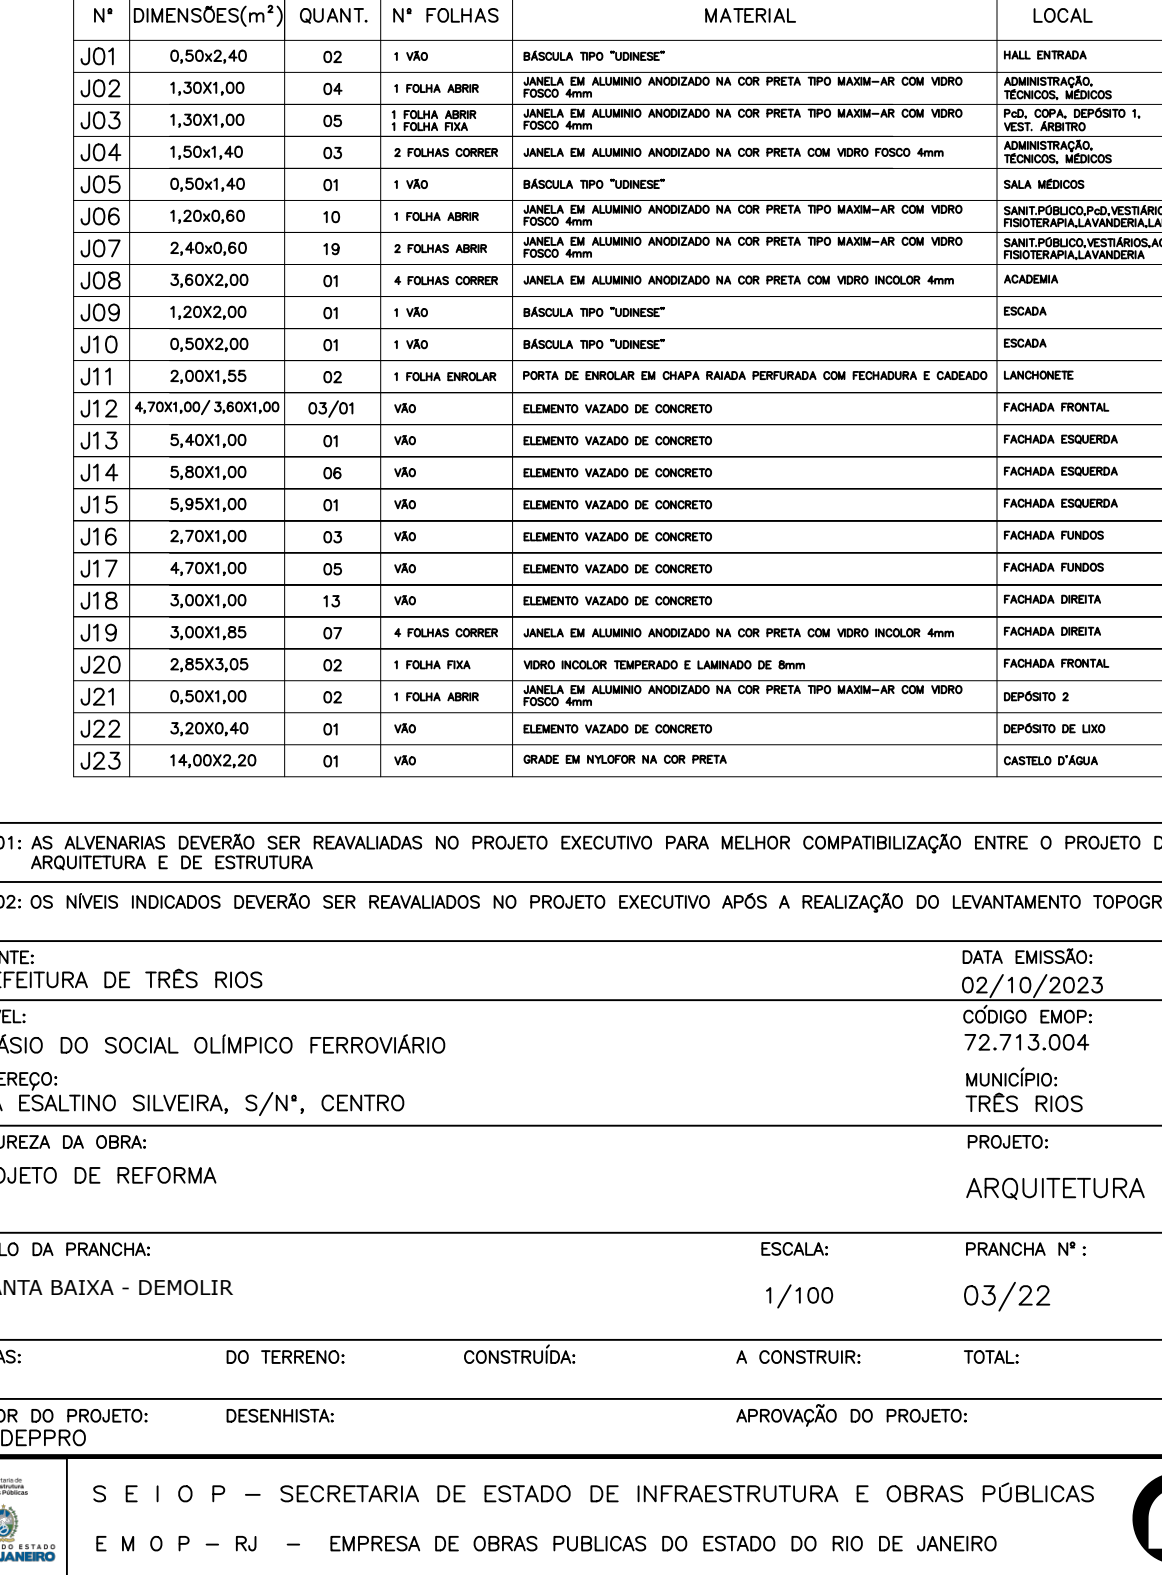 Nº DIMENSÕES(m²) QUANT. Nº FOLHAS MATERIAL LOCAL
J01 0,50x2,40 02 1 VÃO BÁSCULA TIPO "UDINESE" HALL ENTRADA
J02 1,30X1,00 04 1 FOLHA ABRIR JANELA EM ALUMINIO ANODIZADO NA COR PRETA TIPO MAXIM-AR COM VIDRO FOSCO 4mm ADMINISTRAÇÃO, TÉCNICOS, MÉDICOS
J03 1,30X1,00 05 1 FOLHA ABRIR 1 FOLHA FIXA JANELA EM ALUMINIO ANODIZADO NA COR PRETA TIPO MAXIM-AR COM VIDRO FOSCO 4mm PcD, COPA, DEPÓSITO 1, VEST. ÁRBITRO
J04 1,50x1,40 03 2 FOLHAS CORRER JANELA EM ALUMINIO ANODIZADO NA COR PRETA COM VIDRO FOSCO 4mm ADMINISTRAÇÃO, TÉCNICOS, MÉDICOS
J05 0,50x1,40 01 1 VÃO BÁSCULA TIPO "UDINESE" SALA MÉDICOS
J06 1,20x0,60 10 1 FOLHA ABRIR JANELA EM ALUMINIO ANODIZADO NA COR PRETA TIPO MAXIM-AR COM VIDRO FOSCO 4mm SANIT.PÚBLICO,PcD,VESTIÁRIO FISIOTERAPIA,LAVANDERIA,LA
J07 2,40x0,60 19 2 FOLHAS ABRIR JANELA EM ALUMINIO ANODIZADO NA COR PRETA TIPO MAXIM-AR COM VIDRO FOSCO 4mm SANIT.PÚBLICO,VESTIÁRIOS,AC FISIOTERAPIA,LAVANDERIA
J08 3,60X2,00 01 4 FOLHAS CORRER JANELA EM ALUMINIO ANODIZADO NA COR PRETA COM VIDRO INCOLOR 4mm ACADEMIA
J09 1,20X2,00 01 1 VÃO BÁSCULA TIPO "UDINESE" ESCADA
J10 0,50X2,00 01 1 VÃO BÁSCULA TIPO "UDINESE" ESCADA
J11 2,00X1,55 02 1 FOLHA ENROLAR PORTA DE ENROLAR EM CHAPA RAIADA PERFURADA COM FECHADURA E CADEADO LANCHONETE
J12 4,70X1,00/3,60X1,00 03/01 VÃO ELEMENTO VAZADO DE CONCRETO FACHADA FRONTAL
J13 5,40X1,00 01 VÃO ELEMENTO VAZADO DE CONCRETO FACHADA ESQUERDA
J14 5,80X1,00 06 VÃO ELEMENTO VAZADO DE CONCRETO FACHADA ESQUERDA
J15 5,95X1,00 01 VÃO ELEMENTO VAZADO DE CONCRETO FACHADA ESQUERDA
J16 2,70X1,00 03 VÃO ELEMENTO VAZADO DE CONCRETO FACHADA FUNDOS
J17 4,70X1,00 05 VÃO ELEMENTO VAZADO DE CONCRETO FACHADA FUNDOS
J18 3,00X1,00 13 VÃO ELEMENTO VAZADO DE CONCRETO FACHADA DIREITA
J19 3,00X1,85 07 4 FOLHAS CORRER JANELA EM ALUMINIO ANODIZADO NA COR PRETA COM VIDRO INCOLOR 4mm FACHADA DIREITA
J20 2,85X3,05 02 1 FOLHA FIXA VIDRO INCOLOR TEMPERADO E LAMINADO DE 8mm FACHADA FRONTAL
J21 0,50X1,00 02 1 FOLHA ABRIR JANELA EM ALUMINIO ANODIZADO NA COR PRETA TIPO MAXIM-AR COM VIDRO FOSCO 4mm DEPÓSITO 2
J22 3,20X0,40 01 VÃO ELEMENTO VAZADO DE CONCRETO DEPÓSITO DE LIXO
J23 14,00X2,20 01 VÃO GRADE EM NYLOFOR NA COR PRETA CASTELO D'ÁGUA
01: AS ALVENARIAS DEVERÃO SER REAVALIADAS NO PROJETO EXECUTIVO PARA MELHOR COMPATIBILIZAÇÃO ENTRE O PROJETO D
ARQUITETURA E DE ESTRUTURA
02: OS NÍVEIS INDICADOS DEVERÃO SER REAVALIADOS NO PROJETO EXECUTIVO APÓS A REALIZAÇÃO DO LEVANTAMENTO TOPOGR
NTE: DATA EMISSÃO:
EFEITURA DE TRÊS RIOS 02/10/2023
VEL: CÓDIGO EMOP:
ÁSIO DO SOCIAL OLÍMPICO FERROVIÁRIO 72.713.004
EREÇO: MUNICÍPIO:
A ESALTINO SILVEIRA, S/Nº, CENTRO TRÊS RIOS
UREZA DA OBRA: PROJETO:
OJETO DE REFORMA ARQUITETURA
LO DA PRANCHA: ESCALA: PRANCHA Nº:
ANTA BAIXA - DEMOLIR 1/100 03/22
AS: DO TERRENO: CONSTRUÍDA: A CONSTRUIR: TOTAL:
OR DO PROJETO: DESENHISTA: APROVAÇÃO DO PROJETO:
DEPPRO
taria de
estrutura
s Públicas
DO ESTADO
JANEIRO
S E I O P – SECRETARIA DE ESTADO DE INFRAESTRUTURA E OBRAS PÚBLICAS
E M O P – RJ – EMPRESA DE OBRAS PUBLICAS DO ESTADO DO RIO DE JANEIRO